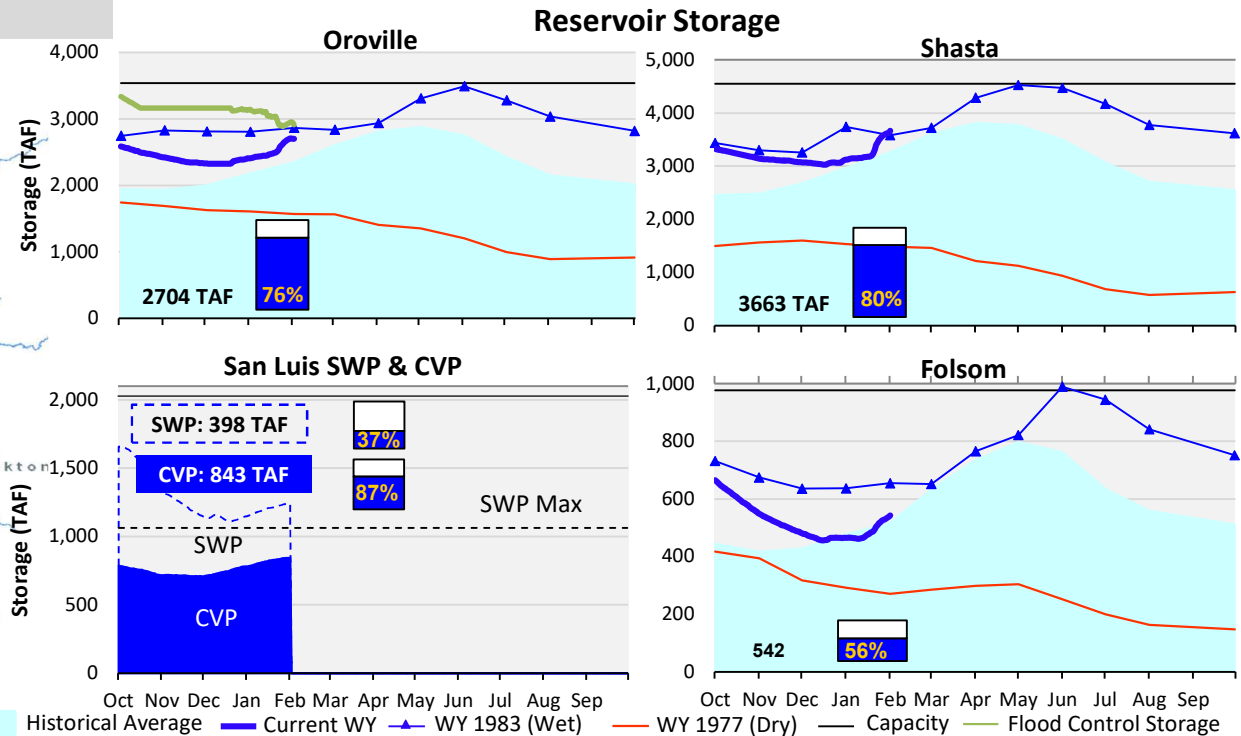 Reservoir Storage
Oroville
Storage (TAF)
4,000
3,000
2,000
1,000
0
2704 TAF
76%
Shasta
5,000
4,000
3,000
2,000
1,000
0
3663 TAF
80%
San Luis SWP & CVP
Storage (TAF)
2,000
1,500
1,000
500
0
SWP: 398 TAF
37%
CVP: 843 TAF
87%
SWP Max
SWP
CVP
kton
Oct Nov Dec Jan Feb Mar Apr May Jun Jul Aug Sep
Folsom
1,000
800
600
400
200
0
542
56%
Oct Nov Dec Jan Feb Mar Apr May Jun Jul Aug Sep
Historical Average Current WY WY 1983 (Wet) WY 1977 (Dry) Capacity Flood Control Storage